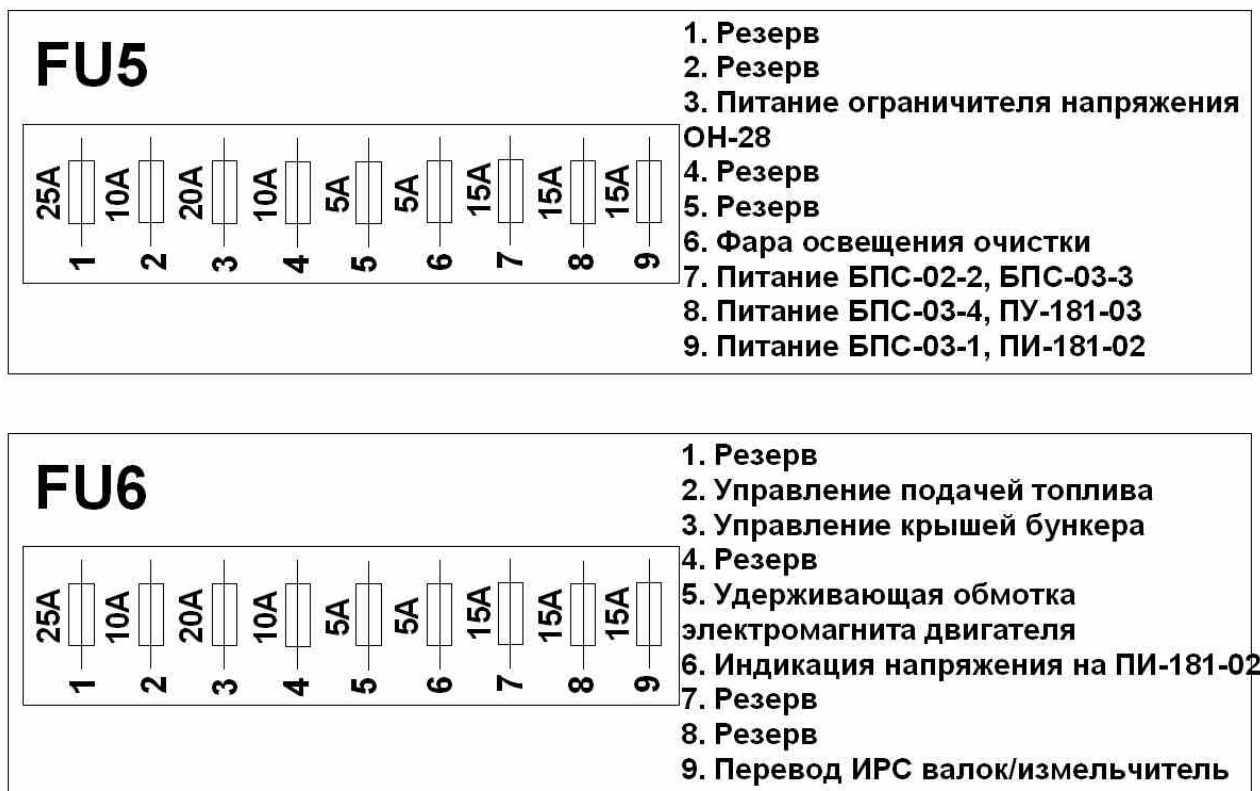 FU5
25A 10A 20A 10A 5A 5A 15A 15A 15A
1 2 3 4 5 6 7 8 9
1. Резерв
2. Резерв
3. Питание ограничителя напряжения
ОН-28
4. Резерв
5. Резерв
6. Фара освещения очистки
7. Питание БПС-02-2, БПС-03-3
8. Питание БПС-03-4, ПУ-181-03
9. Питание БПС-03-1, ПИ-181-02
FU6
25A 10A 20A 10A 5A 5A 15A 15A 15A
1 2 3 4 5 6 7 8 9
1. Резерв
2. Управление подачей топлива
3. Управление крышей бункера
4. Резерв
5. Удерживающая обмотка
электромагнита двигателя
6. Индикация напряжения на ПИ-181-02
7. Резерв
8. Резерв
9. Перевод ИРС валок/измельчитель